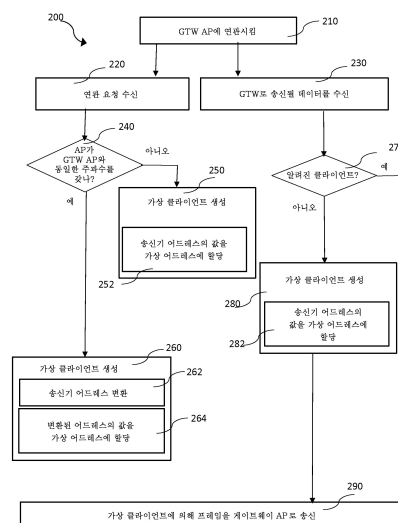 200
GTW AP에 연관시킴
210
220
연관 요청 수신
230
GTW로 송신될 데이터를 수신
240
AP가
GTW AP와
동일한 주파수를
갖나?
아니오
예
250
가상 클라이언트 생성
송신기 어드레스의 값을
가상 어드레스에 할당
252
알려진 클라이언트?
예
아니오
가상 클라이언트 생성
280
송신기 어드레스의
값을 가상 어드레스에
할당
282
260
가상 클라이언트 생성
262
송신기 어드레스 변환
264
변환된 어드레스의 값을
가상 어드레스에 할당
290
가상 클라이언트에 의해 프레임을 게이트웨이 AP로 송신